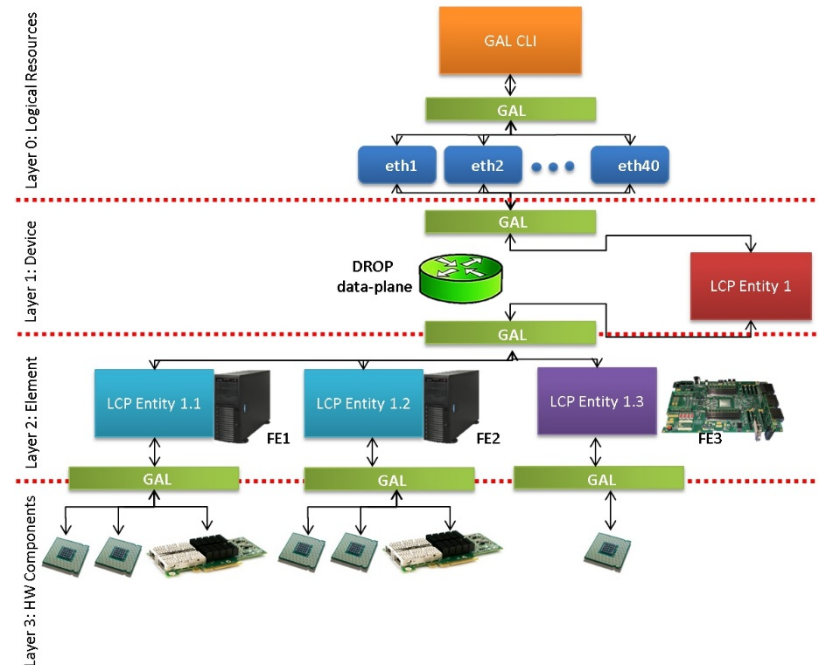 Layer 0: Logical Resources
GAL CLI
GAL
eth1
eth2
eth40
Layer 1: Device
GAL
DROP
data-plane
LCP Entity 1
GAL
Layer 2: Element
LCP Entity 1.1
FE1
LCP Entity 1.2
FE2
LCP Entity 1.3
FE3
GAL
GAL
GAL
Layer 3: HW Components